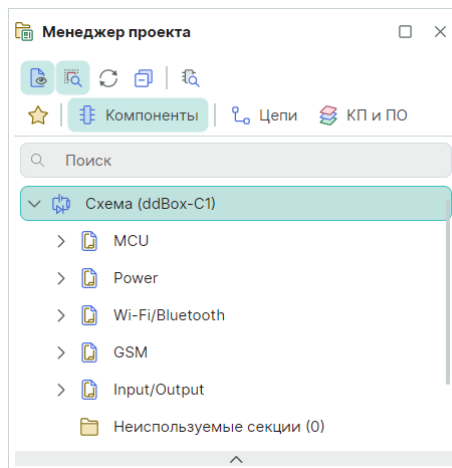 Менеджер проекта
Компоненты Цепи КП и ПО
Поиск
Схема (ddBox-C1)
MCU
Power
Wi-Fi/Bluetooth
GSM
Input/Output
Неиспользуемые секции (0)